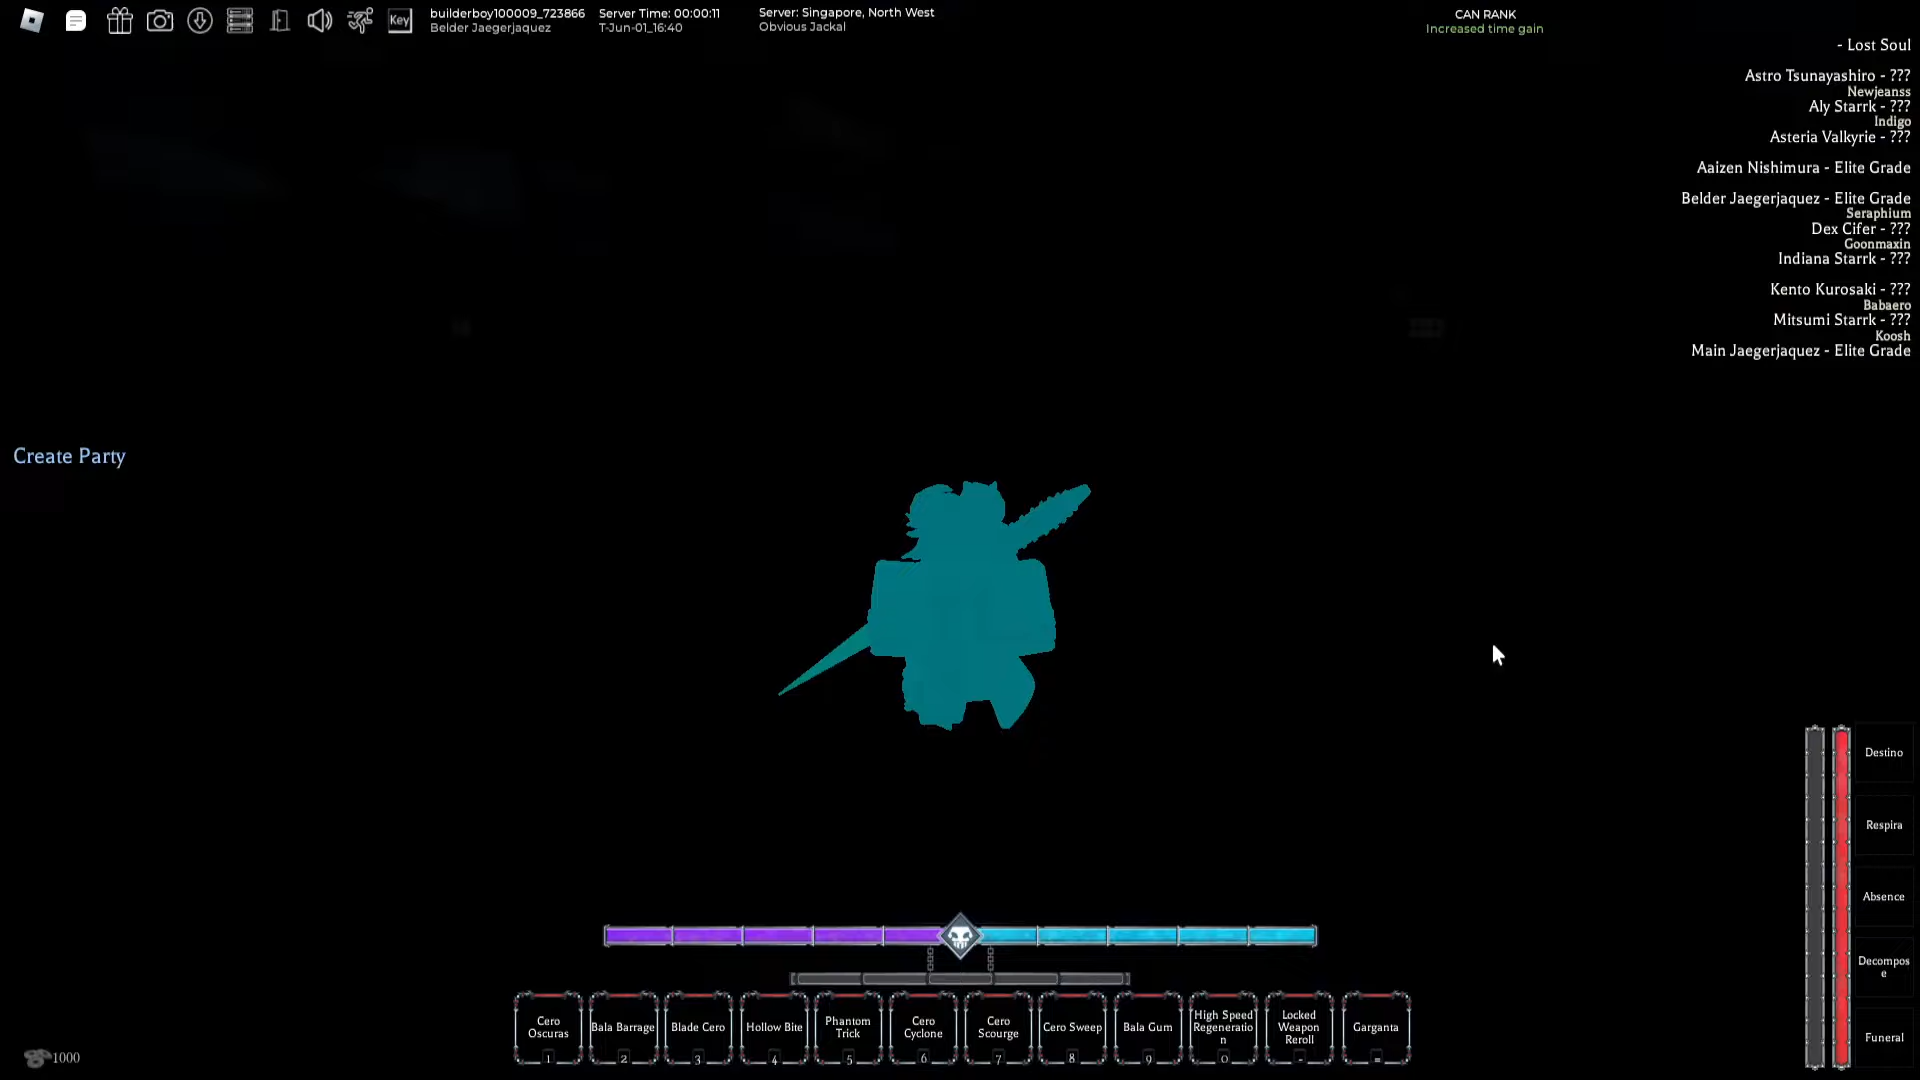 Key
builderboy100009_723866
Belder Jaegerjaquez
Server Time: 00:00:11
T-Jun-01_16:40
Server: Singapore, North West
Obvious Jackal
CAN RANK
Increased time gain
- Lost Soul
Astro Tsunayashiro - ???
Newjeanss
Aly Starrk - ???
Indigo
Asteria Valkyrie - ???
Aaizen Nishimura - Elite Grade
Belder Jaegerjaquez - Elite Grade
Seraphium
Dex Cifer - ???
Goonmaxin
Indiana Starrk - ???
Kento Kurosaki - ???
Babaero
Mitsumi Starrk - ???
Koosh
Main Jaegerjaquez - Elite Grade
Create Party
Destino
Respira
Absence
Decompos
e
Funeral
Cero
Oscuras
1
Bala Barrage
2
Blade Cero
3
Hollow Bite
4
Phantom
Trick
5
Cero
Cyclone
6
Cero
Scourge
7
Cero Sweep
8
Bala Gum
9
High Speed
Regeneratio
n
0
Locked
Weapon
Reroll
-
Garganta
=
1000